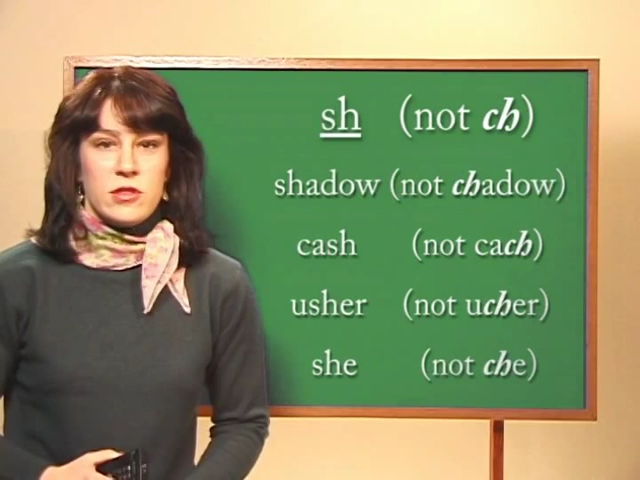 sh (not ch)
shadow (not chadow)
cash (not cach)
usher (not ucher)
she (not che)